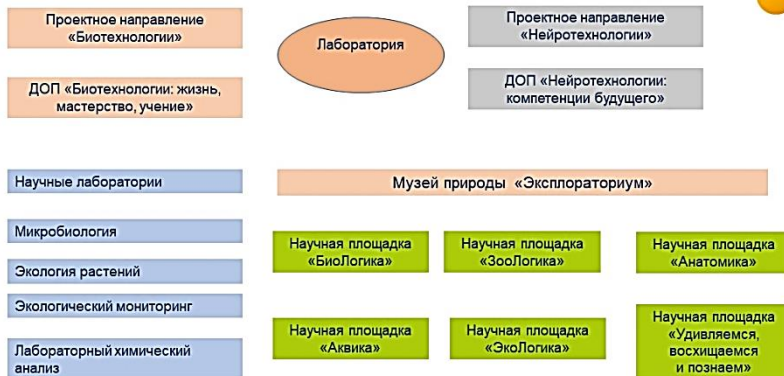 Проектное направление
«Биотехнологии»
Лаборатория
Проектное направление
«Нейротехнологии»
ДОП «Биотехнологии: жизнь,
мастерство, учение»
ДОП «Нейротехнологии:
компетенции будущего»
Научные лаборатории
Музей природы «Эксплораториум»
Микробиология
Экология растений
Экологический мониторинг
Лабораторный химический
анализ
Научная площадка
«БиоЛогика»
Научная площадка
«ЗооЛогика»
Научная площадка
«Анатомика»
Научная площадка
«Аквика»
Научная площадка
«ЭкоЛогика»
Научная площадка
«Удивляемся,
восхищаемся
и познаем»